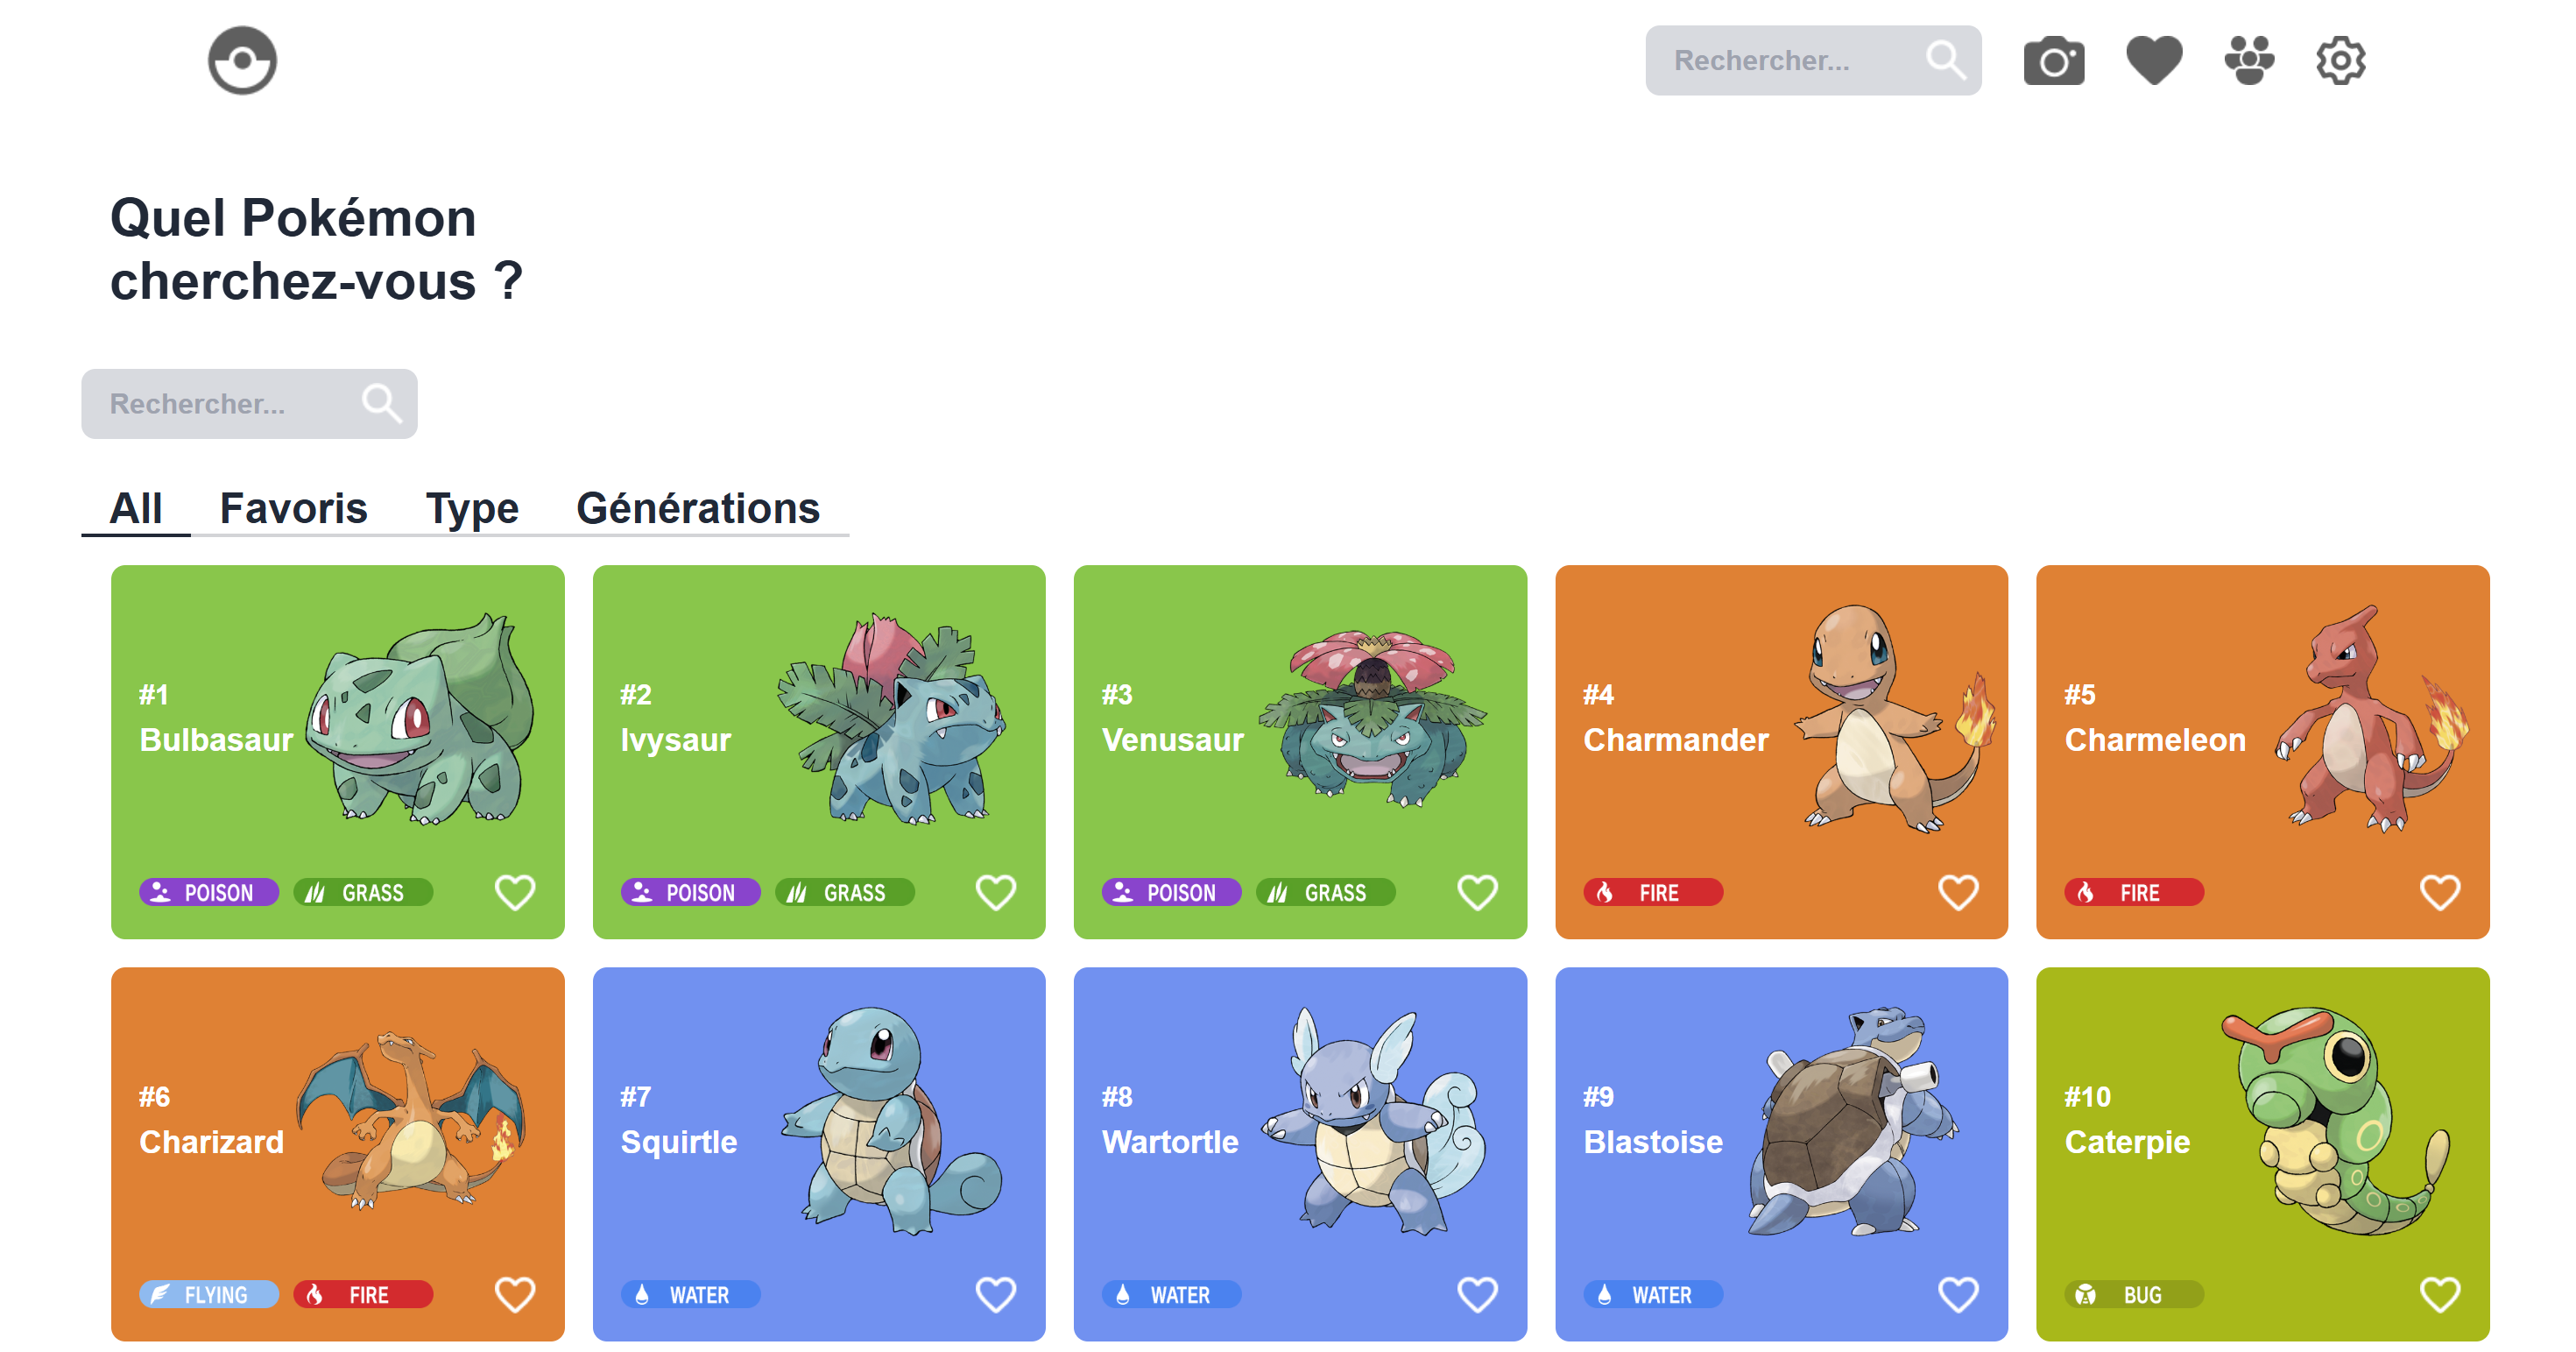 Rechercher...
Quel Pokémon
cherchez-vous ?
Rechercher...
All Favoris Type Générations
#1
Bulbasaur
POISON GRASS
#2
Ivysaur
POISON GRASS
#3
Venusaur
POISON GRASS
#4
Charmander
FIRE
#5
Charmeleon
FIRE
#6
Charizard
FLYING FIRE
#7
Squirtle
WATER
#8
Wartortle
WATER
#9
Blastoise
WATER
#10
Caterpie
BUG